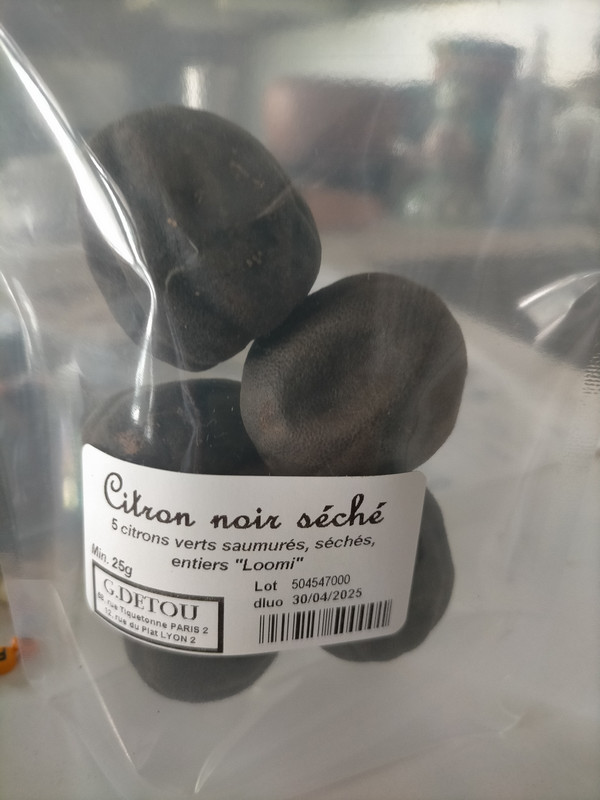 Citron noir séché
5 citrons verts saumurés, séchés,
entiers "Loomi"
Min. 25g
G.DETOU
58, rue Tiquetonne PARIS 2
12, rue du Plat LYON 2
Lot 504547000
dluo 30/04/2025